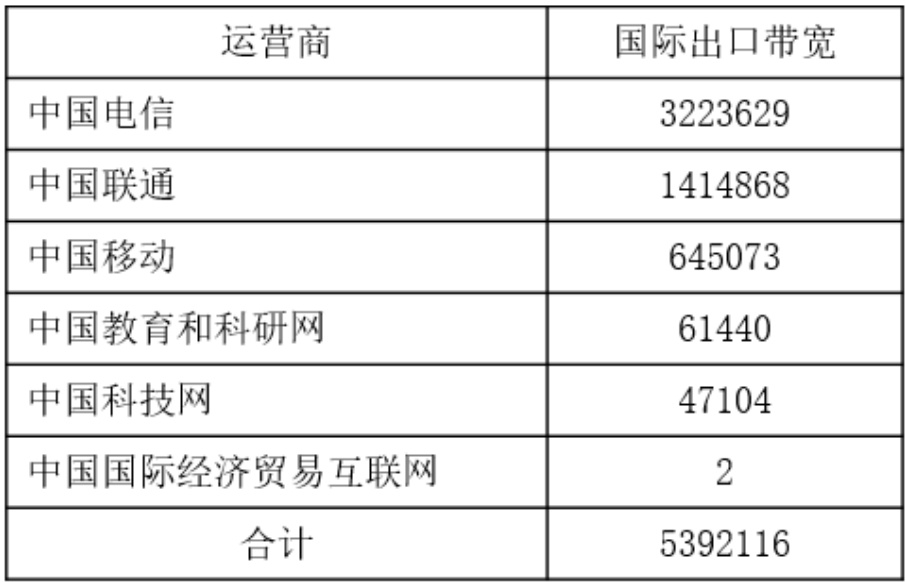 运营商 国际出口带宽
中国电信 3223629
中国联通 1414868
中国移动 645073
中国教育和科研网 61440
中国科技网 47104
中国国际经济贸易互联网 2
合计 5392116